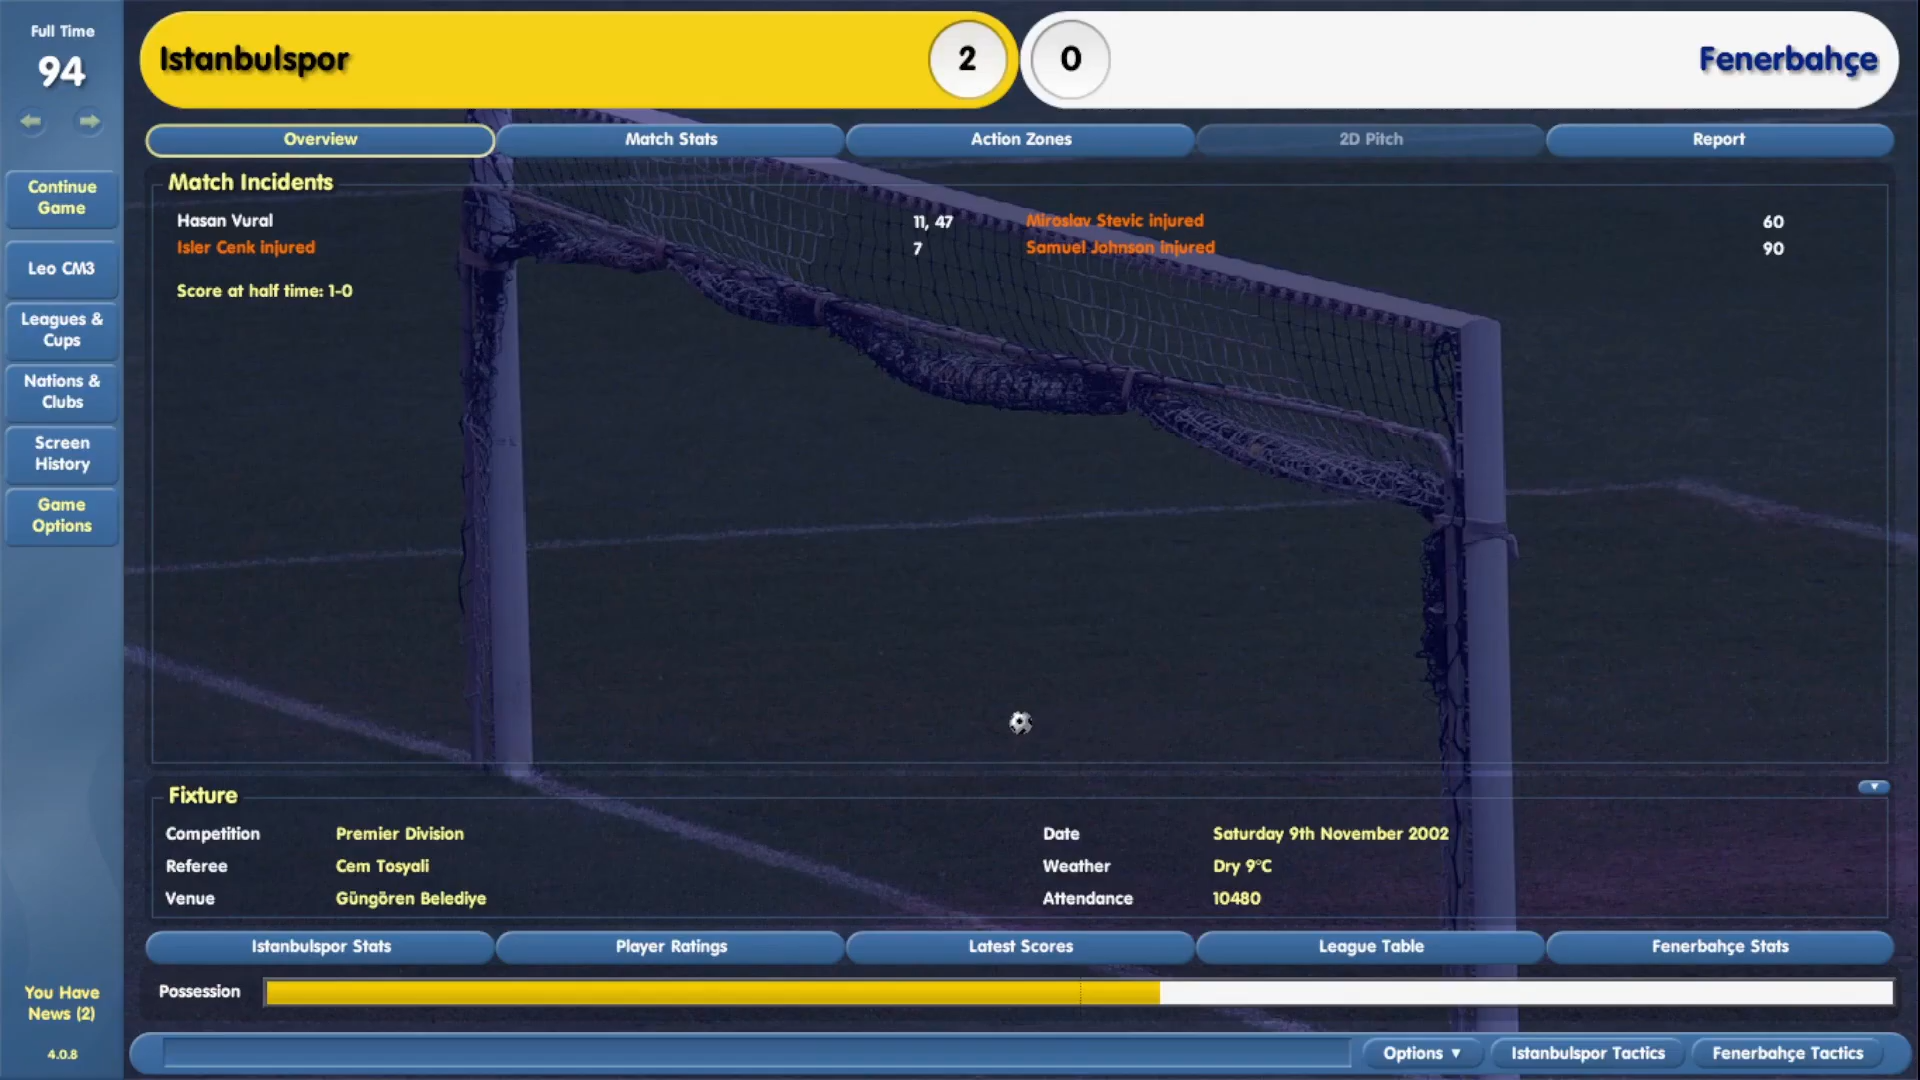 Full Time
94
Istanbulspor 2 0 Fenerbahçe
Overview Match Stats Action Zones 2D Pitch Report
Continue Game
Leo CM3
Leagues & Cups
Nations & Clubs
Screen History
Game Options
Match Incidents
Hasan Vural 11, 47 Miroslav Stevic injured 60
Isler Cenk injured 7 Samuel Johnson injured 90
Score at half time: 1-0
Fixture
Competition Premier Division Date Saturday 9th November 2002
Referee Cem Tosyali Weather Dry 9°C
Venue Güngören Belediye Attendance 10480
Istanbulspor Stats Player Ratings Latest Scores League Table Fenerbahçe Stats
Possession
You Have News (2)
4.0.8
Options ▼ Istanbulspor Tactics Fenerbahçe Tactics